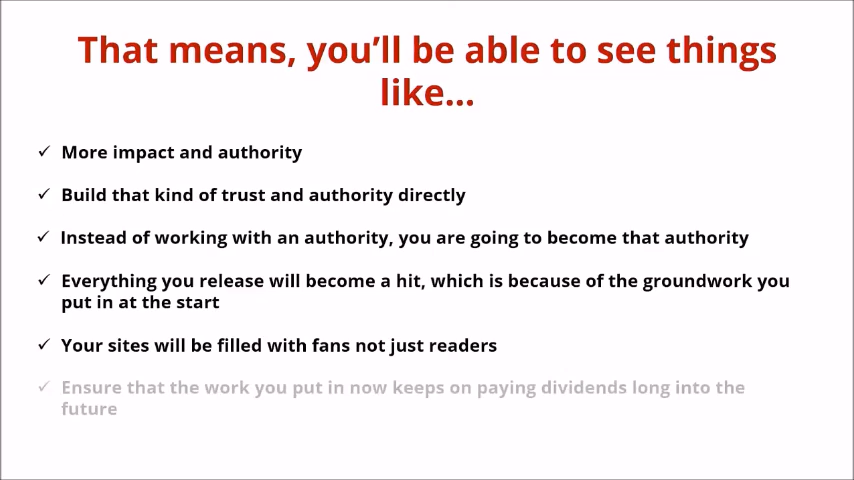 That means, you’ll be able to see things
like...
✓ More impact and authority
✓ Build that kind of trust and authority directly
✓ Instead of working with an authority, you are going to become that authority
✓ Everything you release will become a hit, which is because of the groundwork you
put in at the start
✓ Your sites will be filled with fans not just readers
✓ Ensure that the work you put in now keeps on paying dividends long into the
future